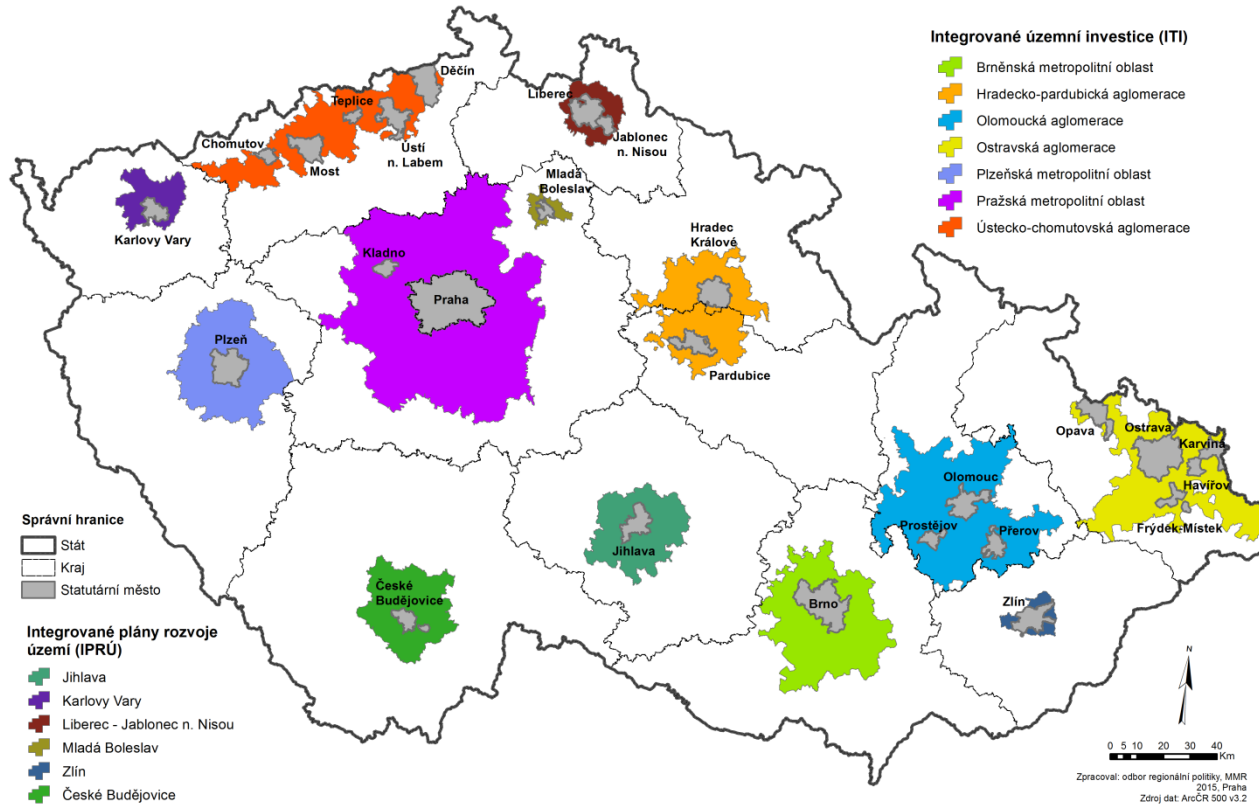 Integrované územní investice (ITI)
Brněnská metropolitní oblast
Hradecko-pardubická aglomerace
Olomoucká aglomerace
Ostravská aglomerace
Plzeňská metropolitní oblast
Pražská metropolitní oblast
Ústecko-chomutovská aglomerace
Děčín
Teplice
Liberec
Chomutov
Ústí
n. Labem
Jablonec
n. Nisou
Most
Mladá
Boleslav
Karlovy Vary
Hradec
Králové
Kladno
Praha
Plzeň
Pardubice
Opava
Ostrava
Karviná
Olomouc
Havířov
Prostějov
Přerov
Frýdek-Místek
Jihlava
České
Budějovice
Brno
Zlín
Správní hranice
Stát
Kraj
Statutární město
Integrované plány rozvoje
území (IPRÚ)
Jihlava
Karlovy Vary
Liberec - Jablonec n. Nisou
Mladá Boleslav
Zlín
České Budějovice
N
0 5 10 20 30 40
Km
Zpracoval: odbor regionální politiky, MMR
2015, Praha
Zdroj dat: ArcČR 500 v3.2